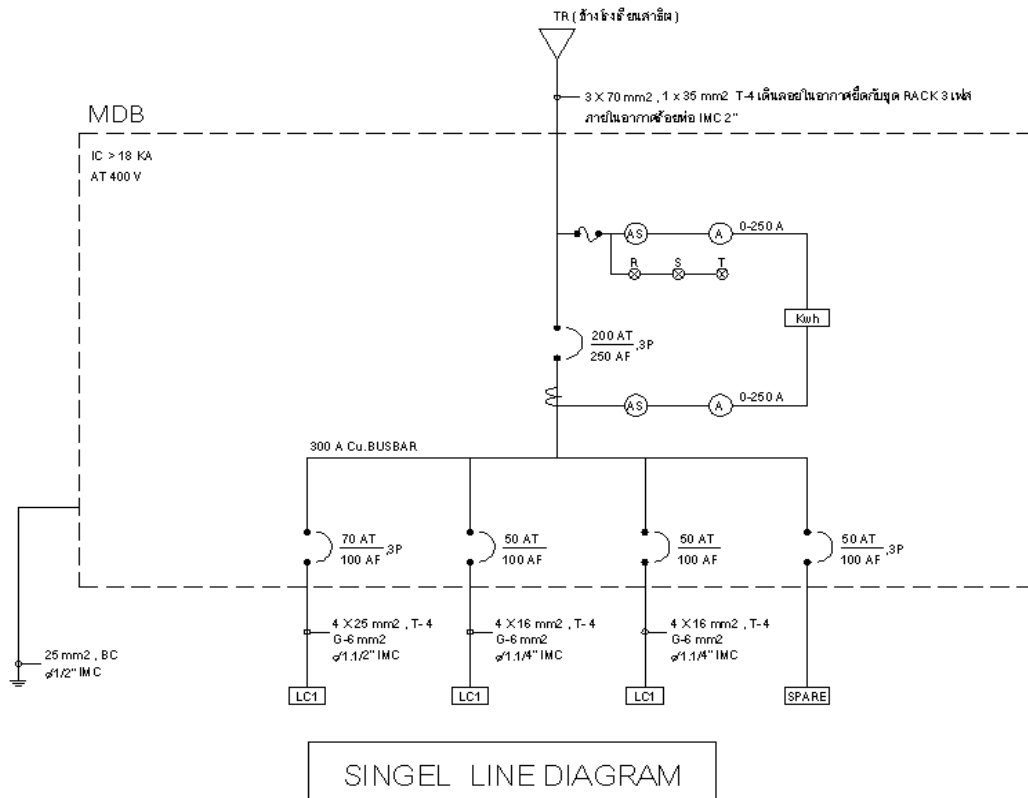 TR ( ข้างโรงเรียนสาธิต )
3 X 70 mm2 , 1 x 35 mm2 T-4 เดินลอยในอากาศยึดกับชุด RACK 3 เฟส
ภายในอากาศร้อยท่อ IMC 2"
MDB
IC > 18 KA
AT 400 V
AS
A
0-250 A
R
S
T
Kwh
200 AT
250 AF
,3P
AS
A
0-250 A
300 A Cu.BUSBAR
70 AT
100 AF
,3P
50 AT
100 AF
50 AT
100 AF
50 AT
100 AF
,3P
4 X 25 mm2 , T- 4
G-6 mm2
ø1.1/2" IMC
4 X 16 mm2 , T- 4
G-6 mm2
ø1.1/4" IMC
4 X 16 mm2 , T- 4
G-6 mm2
ø1.1/4" IMC
25 mm2 , BC
ø1/2" IMC
LC1
LC1
LC1
SPARE
SINGEL LINE DIAGRAM